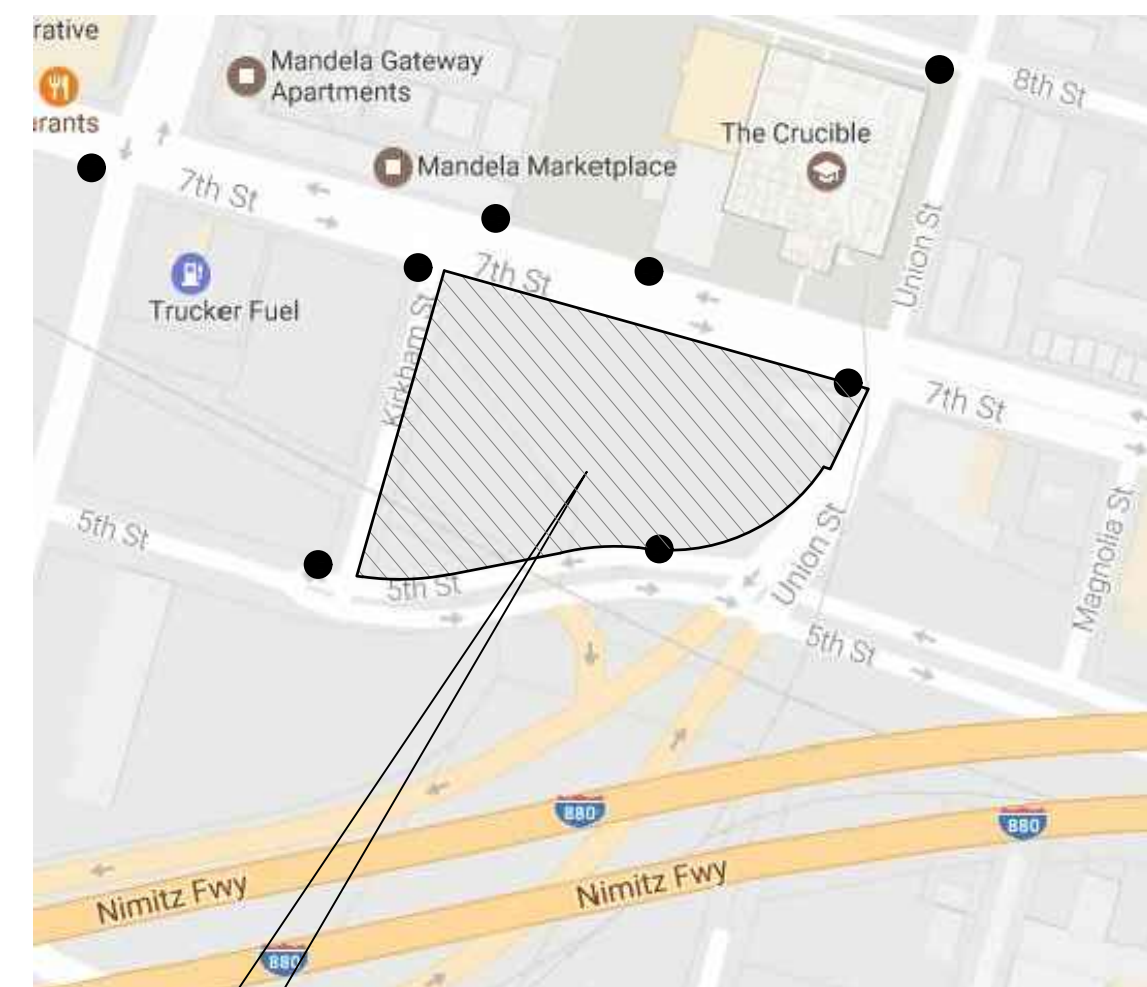 rative
Mandela Gateway
Apartments
8th St
The Crucible
rants
Mandela Marketplace
7th St
Union St
7th St
Trucker Fuel
Kirkham St
7th St
5th St
Magnolia St
Union St
5th St
5th St
880
880
Nimitz Fwy
Nimitz Fwy
880